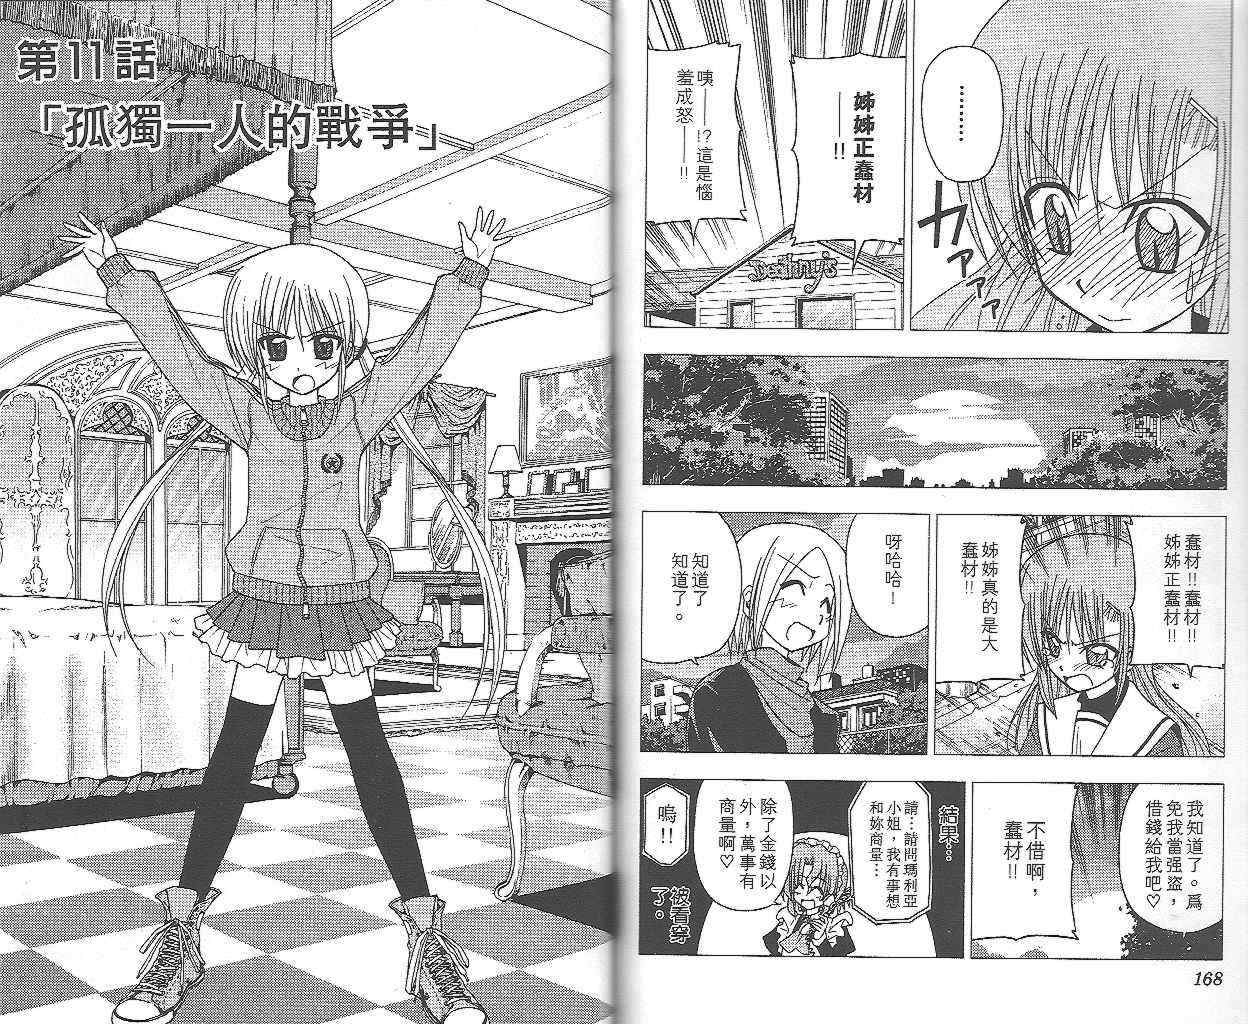 ………
カァァァ
姊姊正蠢材
——!!
咦——!?這是惱
羞成怒——!!
蠢材!!蠢材!!
姊姊正蠢材!!
姊姊真的是大
蠢材!!
呀哈哈!
知道了
知道了。
我知道了。爲
免我當强盜,
借錢給我吧♡
不借啊,
蠢材!!
結果…
請…請問瑪利亞
小姐,我有事想
和妳商量…
除了金錢以
外,萬事有
商量啊♡
嗚!!
被看穿
了。
168
第11話
「孤獨一人的戰爭」